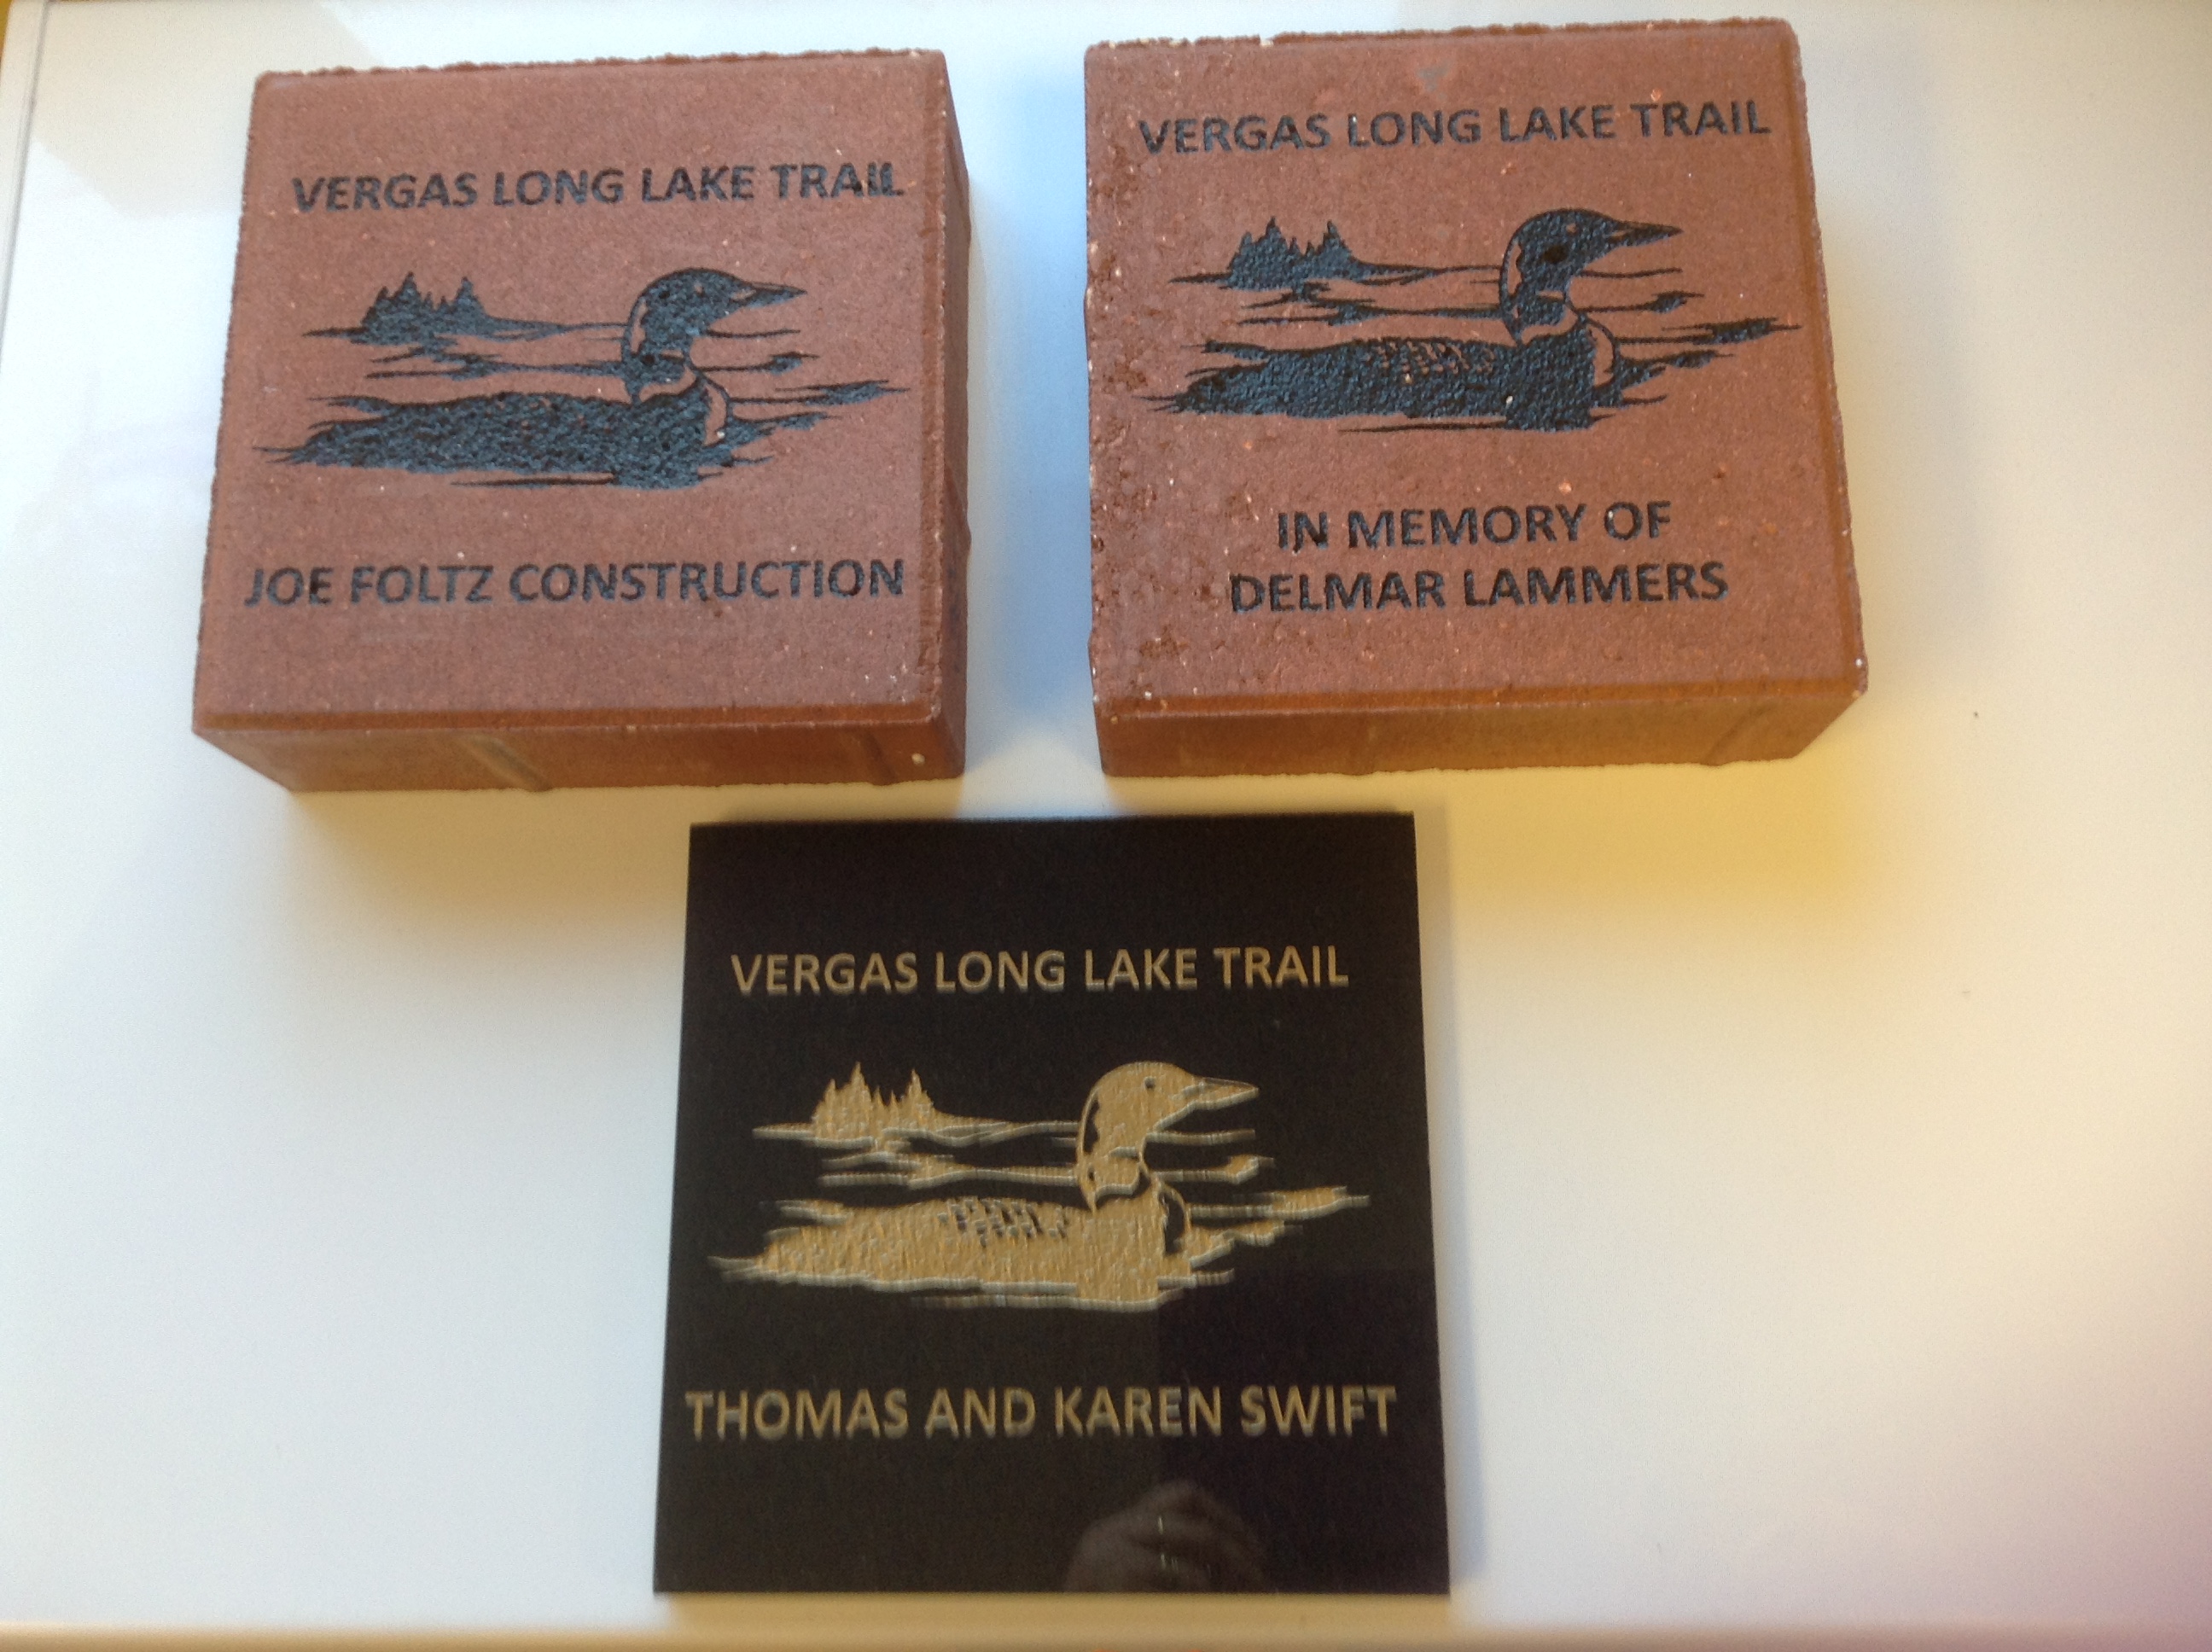 VERGAS LONG LAKE TRAIL
JOE FOLTZ CONSTRUCTION
VERGAS LONG LAKE TRAIL
IN MEMORY OF
DELMAR LAMMERS
VERGAS LONG LAKE TRAIL
THOMAS AND KAREN SWIFT